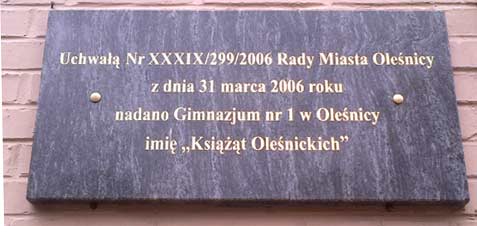 Uchwałą Nr XXXIX/299/2006 Rady Miasta Oleśnicy
z dnia 31 marca 2006 roku
nadano Gimnazjum nr 1 w Oleśnicy
imię „Książąt Oleśnickich”